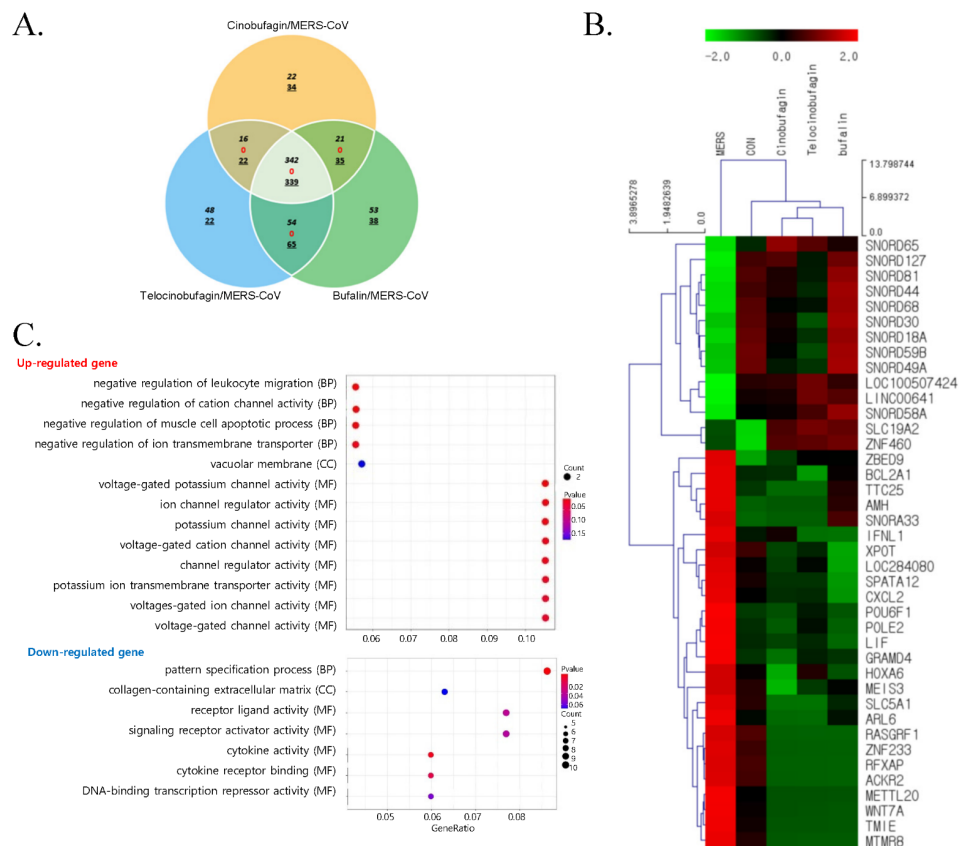 A.
Cinobufagin/MERS-CoV
22
34
16
0
22
21
0
35
342
0
339
48
22
54
0
65
53
38
Telocinobufagin/MERS-CoV
Bufalin/MERS-CoV
B.
-2.0 0.0 2.0
MERS
CON
Cinobufagin
Telocinobufagin
bufalin
13.798744
6.899372
0.0
3.8965278
1.9482639
0.0
SNORD65
SNORD127
SNORD81
SNORD44
SNORD68
SNORD30
SNORD18A
SNORD59B
SNORD49A
LOC100507424
LINC00641
SNORD58A
SLC19A2
ZNF460
ZBED9
BCL2A1
TTC25
AMH
SNORA33
IFNL1
XPOT
LOC284080
SPATA12
CXCL2
POU6F1
POLE2
LIF
GRAMD4
HOXA6
MEIS3
SLC5A1
ARL6
RASGRF1
ZNF233
RFXAP
ACKR2
METTL20
WNT7A
TMIE
MTMR8
C.
Up-regulated gene
negative regulation of leukocyte migration (BP)
negative regulation of cation channel activity (BP)
negative regulation of muscle cell apoptotic process (BP)
negative regulation of ion transmembrane transporter (BP)
vacuolar membrane (CC)
voltage-gated potassium channel activity (MF)
ion channel regulator activity (MF)
potassium channel activity (MF)
voltage-gated cation channel activity (MF)
channel regulator activity (MF)
potassium ion transmembrane transporter activity (MF)
voltages-gated ion channel activity (MF)
voltage-gated channel activity (MF)
0.06 0.07 0.08 0.09 0.10
Count
2
Pvalue
0.05
0.10
0.15
Down-regulated gene
pattern specification process (BP)
collagen-containing extracellular matrix (CC)
receptor ligand activity (MF)
signaling receptor activator activity (MF)
cytokine activity (MF)
cytokine receptor binding (MF)
DNA-binding transcription repressor activity (MF)
0.05 0.06 0.07 0.08
GeneRatio
Pvalue
0.02
0.04
0.06
Count
5
6
7
8
9
10